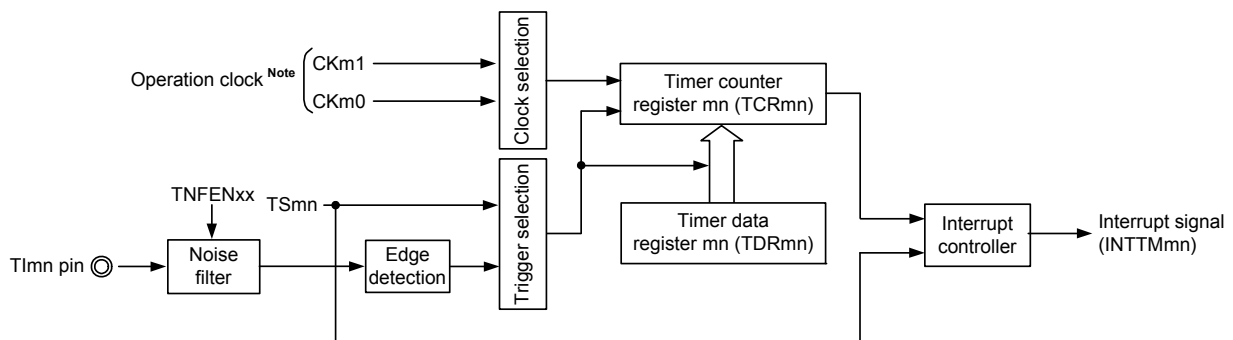 Operation clock Note
CKm1
CKm0
Clock selection
Timer counter
register mn (TCRmn)
TNFENxx
TSmn
Trigger selection
Timer data
register mn (TDRmn)
Interrupt
controller
Interrupt signal
(INTTMmn)
TImn pin
Noise
filter
Edge
detection